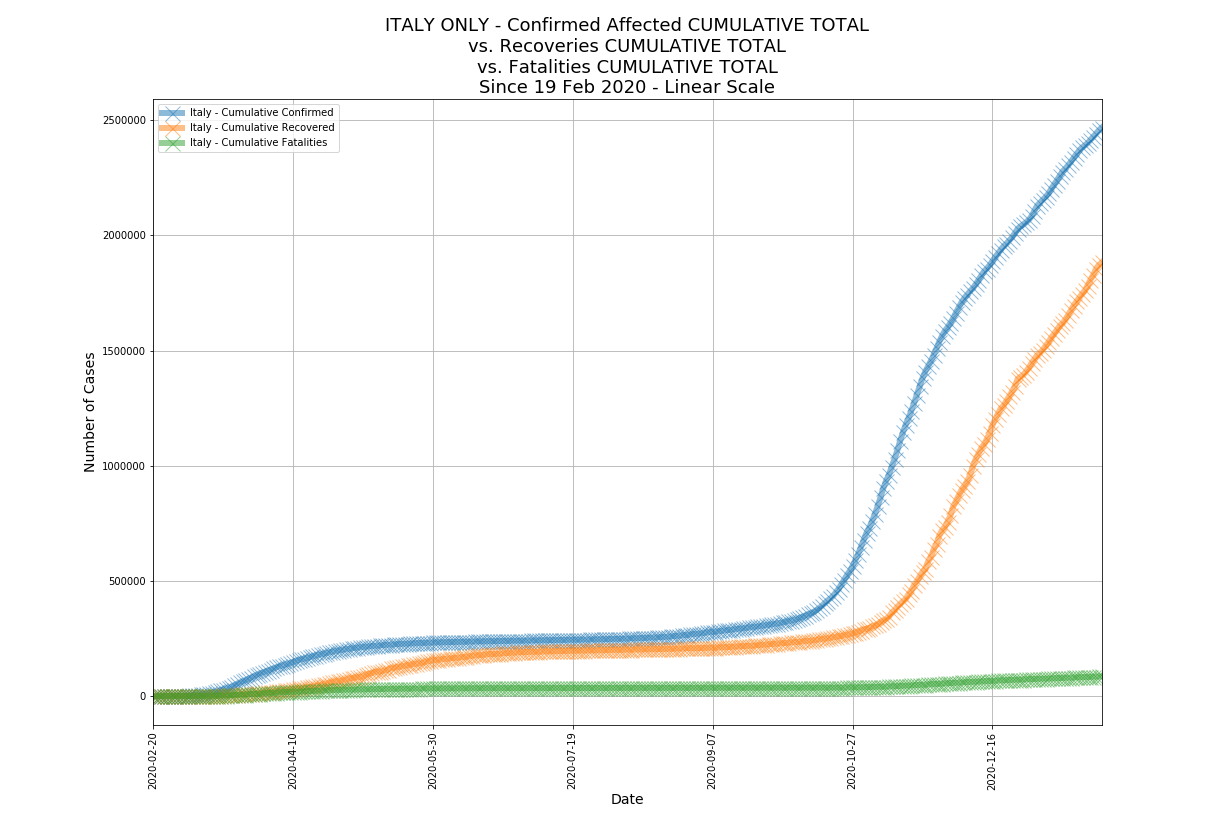 ITALY ONLY - Confirmed Affected CUMULATIVE TOTAL
vs. Recoveries CUMULATIVE TOTAL
vs. Fatalities CUMULATIVE TOTAL
Since 19 Feb 2020 - Linear Scale
Italy - Cumulative Confirmed
Italy - Cumulative Recovered
Italy - Cumulative Fatalities
2500000
2000000
1500000
1000000
500000
0
Number of Cases
2020-02-20
2020-04-10
2020-05-30
2020-07-19
2020-09-07
2020-10-27
2020-12-16
Date